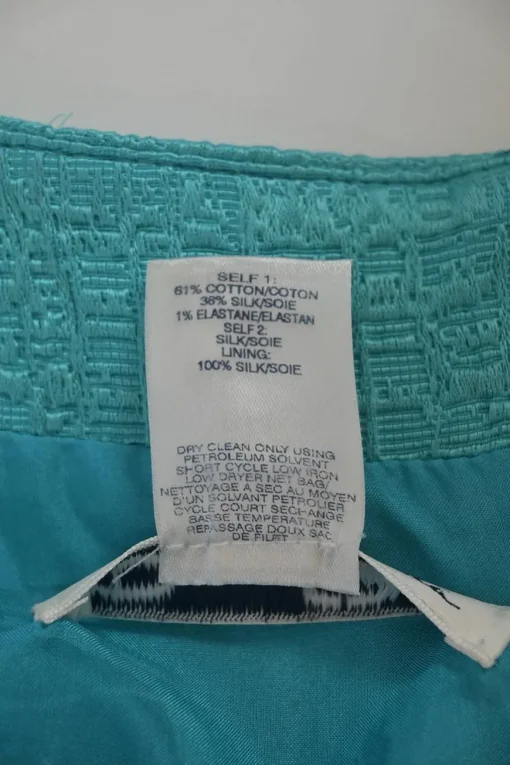 SELF 1:
61% COTTON/COTON
38% SILK/SOIE
1% ELASTANE/ELASTAN
SELF 2:
SILK/SOIE
LINING:
100% SILK/SOIE
DRY CLEAN ONLY USING
PETROLEUM SOLVENT
SHORT CYCLE LOW IRON
LOW DRYER NET BAG/
NETTOYAGE A SEC AU MOYEN
D'UN SOLVANT PETROLIER
CYCLE COURT SECHANGE
BASSE TEMPERATURE
REPASSAGE DOUX SAC
DE FILET